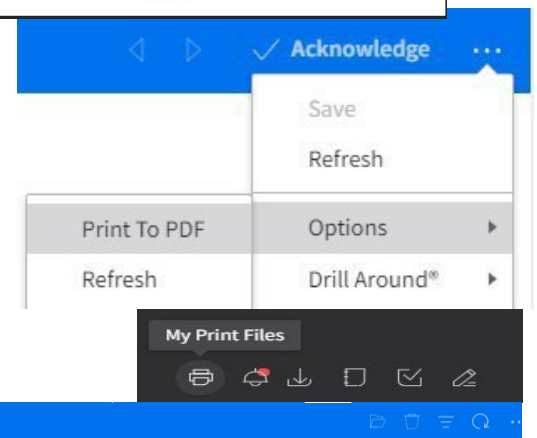 Acknowledge
Save
Refresh
Print To PDF
Options
Refresh
Drill Around®
My Print Files